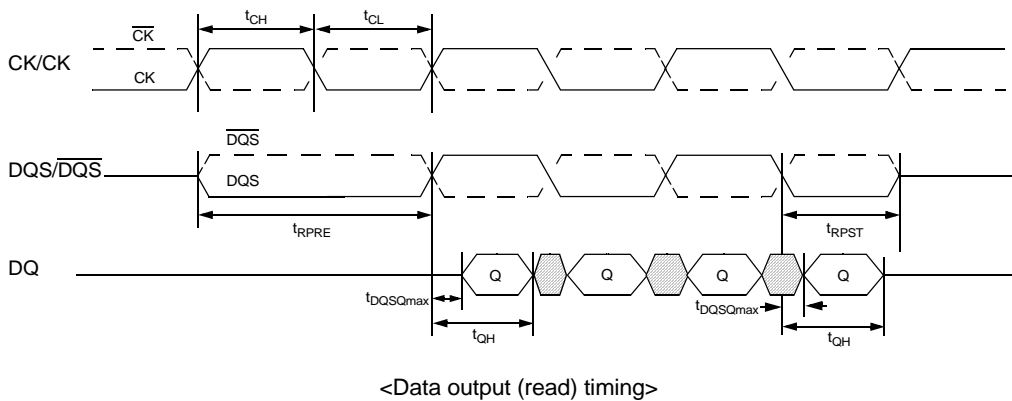 tCH
tCL
CK
CK/CK
CK
DQS
DQS/DQS
DQS
tRPRE
tRPST
DQ
Q
Q
Q
Q
tDQSQmax
tDQSQmax
tQH
tQH
<Data output (read) timing>